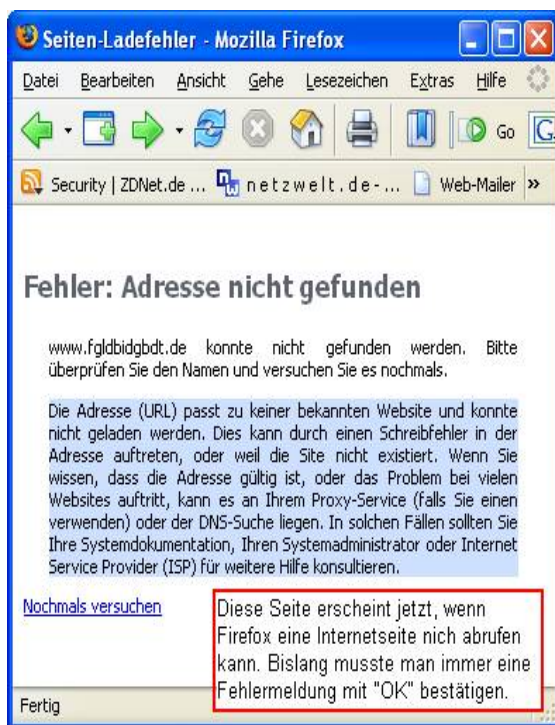 Seiten-Ladefehler - Mozilla Firefox
Datei Bearbeiten Ansicht Gehe Lesezeichen Extras Hilfe
Go G
Security | ZDNet.de ... netzwelt.de-... Web-Mailer »
Fehler: Adresse nicht gefunden
www.fgldbidgbdt.de konnte nicht gefunden werden. Bitte
überprüfen Sie den Namen und versuchen Sie es nochmals.
Die Adresse (URL) passt zu keiner bekannten Website und konnte
nicht geladen werden. Dies kann durch einen Schreibfehler in der
Adresse auftreten, oder weil die Site nicht existiert. Wenn Sie
wissen, dass die Adresse gültig ist, oder das Problem bei vielen
Websites auftritt, kann es an Ihrem Proxy-Service (falls Sie einen
verwenden) oder der DNS-Suche liegen. In solchen Fällen sollten Sie
Ihre Systemdokumentation, Ihren Systemadministrator oder Internet
Service Provider (ISP) für weitere Hilfe konsultieren.
Nochmals versuchen
Diese Seite erscheint jetzt, wenn
Firefox eine Internetseite nich abrufen
kann. Bislang musste man immer eine
Fehlermeldung mit "OK" bestätigen.
Fertig